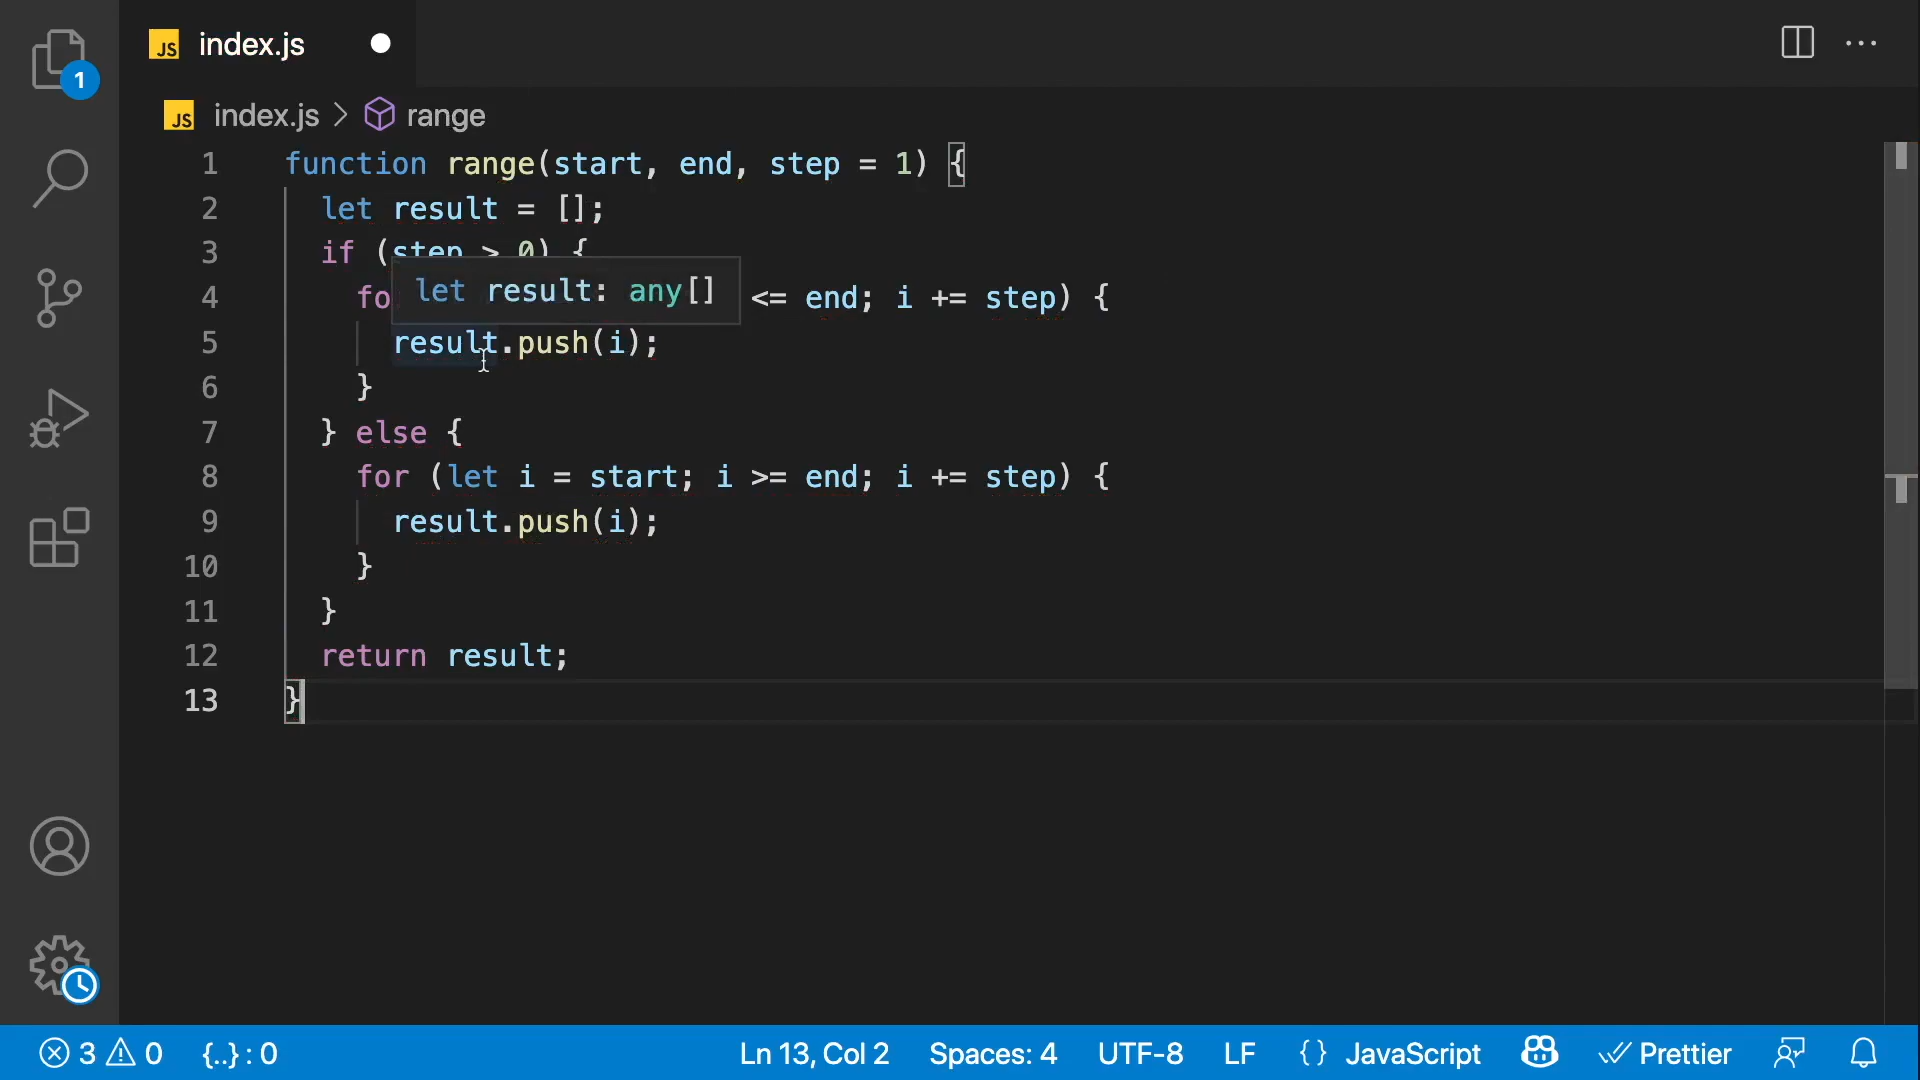 JS index.js
1
JS index.js > range
1 function range(start, end, step = 1) {
2 let result = [];
3 if (step > 0) {
4 fo <= end; i += step) {
let result: any[]
5 result.push(i);
6 }
7 } else {
8 for (let i = start; i >= end; i += step) {
9 result.push(i);
10 }
11 }
12 return result;
13 }
3 0 {..} : 0 Ln 13, Col 2 Spaces: 4 UTF-8 LF {} JavaScript Prettier